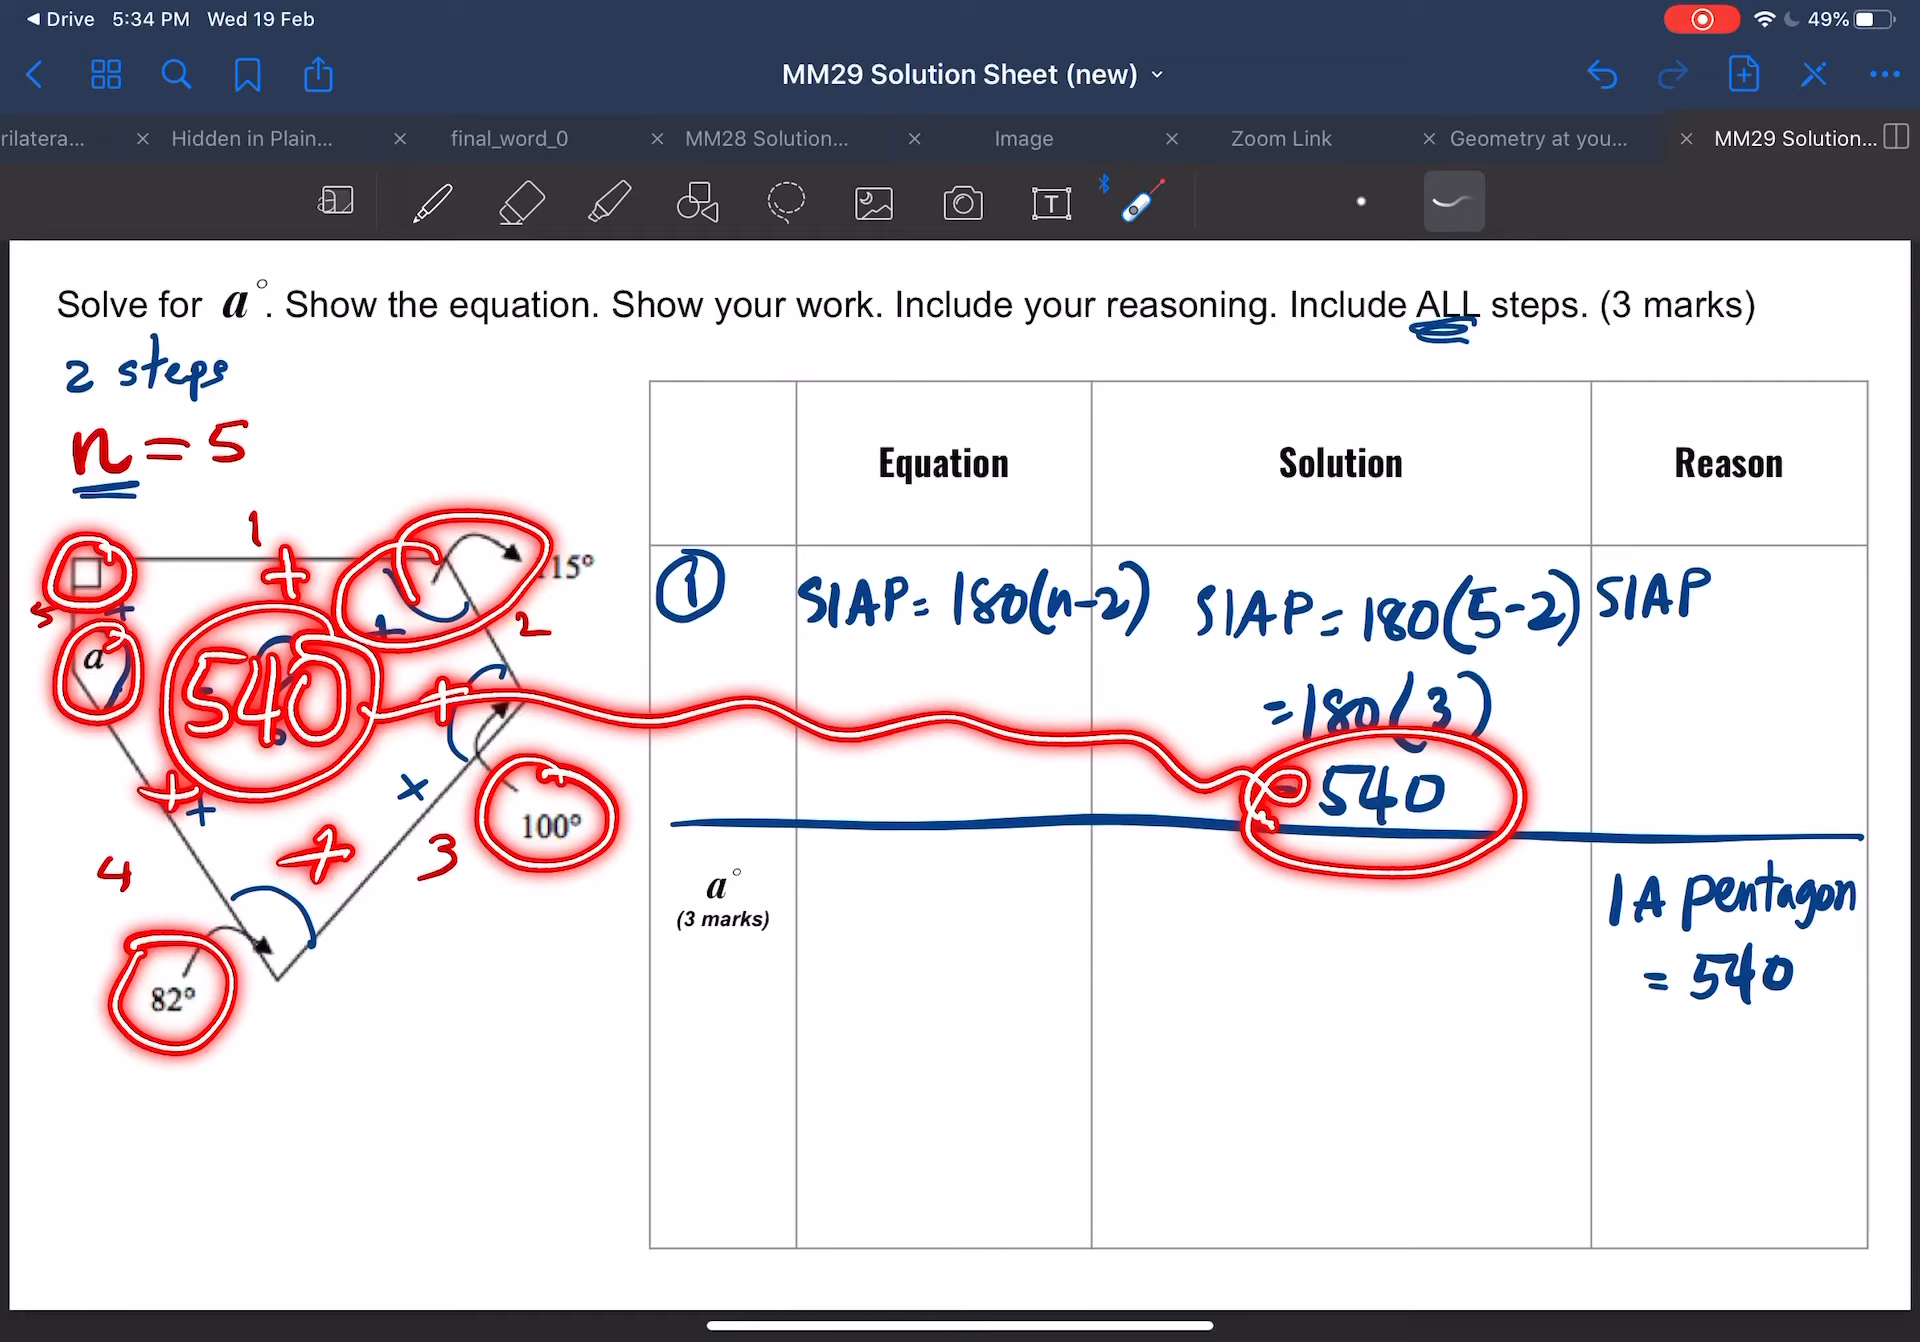 Drive 5:34 PM Wed 19 Feb 49%
MM29 Solution Sheet (new)
rilatera... Hidden in Plain... final_word_0 MM28 Solution... Image Zoom Link Geometry at you... MM29 Solution...
T
Solve for a°. Show the equation. Show your work. Include your reasoning. Include ALL steps. (3 marks)
2 steps
n = 5
Equation Solution Reason
1
15°
① SIAP = 180(n-2) SIAP = 180(5-2) SIAP
5
2
a
540
= 180(3)
540
100°
3
4
82°
a°
(3 marks)
IA pentagon
= 540